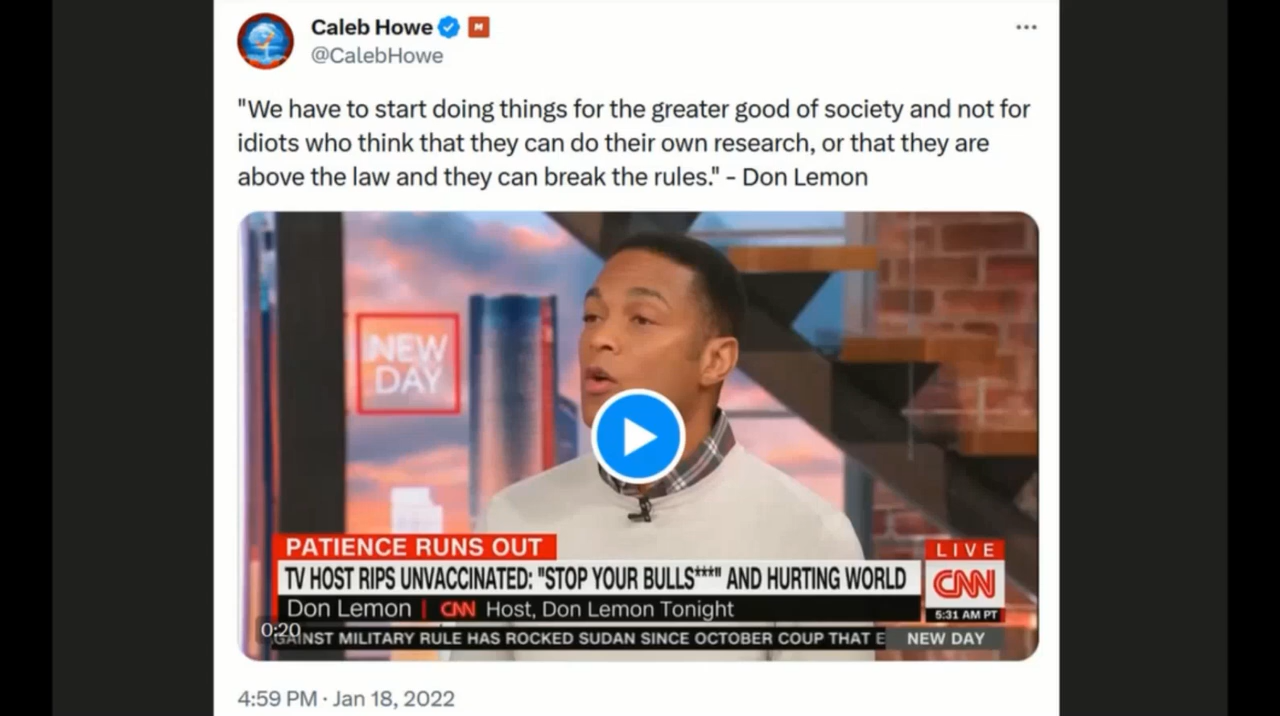 Caleb Howe
@CalebHowe
"We have to start doing things for the greater good of society and not for
idiots who think that they can do their own research, or that they are
above the law and they can break the rules." - Don Lemon
NEW
DAY
PATIENCE RUNS OUT
LIVE
TV HOST RIPS UNVACCINATED: "STOP YOUR BULLS***" AND HURTING WORLD
CNN
Don Lemon | CNN Host, Don Lemon Tonight
5:31 AM PT
0:20
GAINST MILITARY RULE HAS ROCKED SUDAN SINCE OCTOBER COUP THAT E
NEW DAY
4:59 PM · Jan 18, 2022